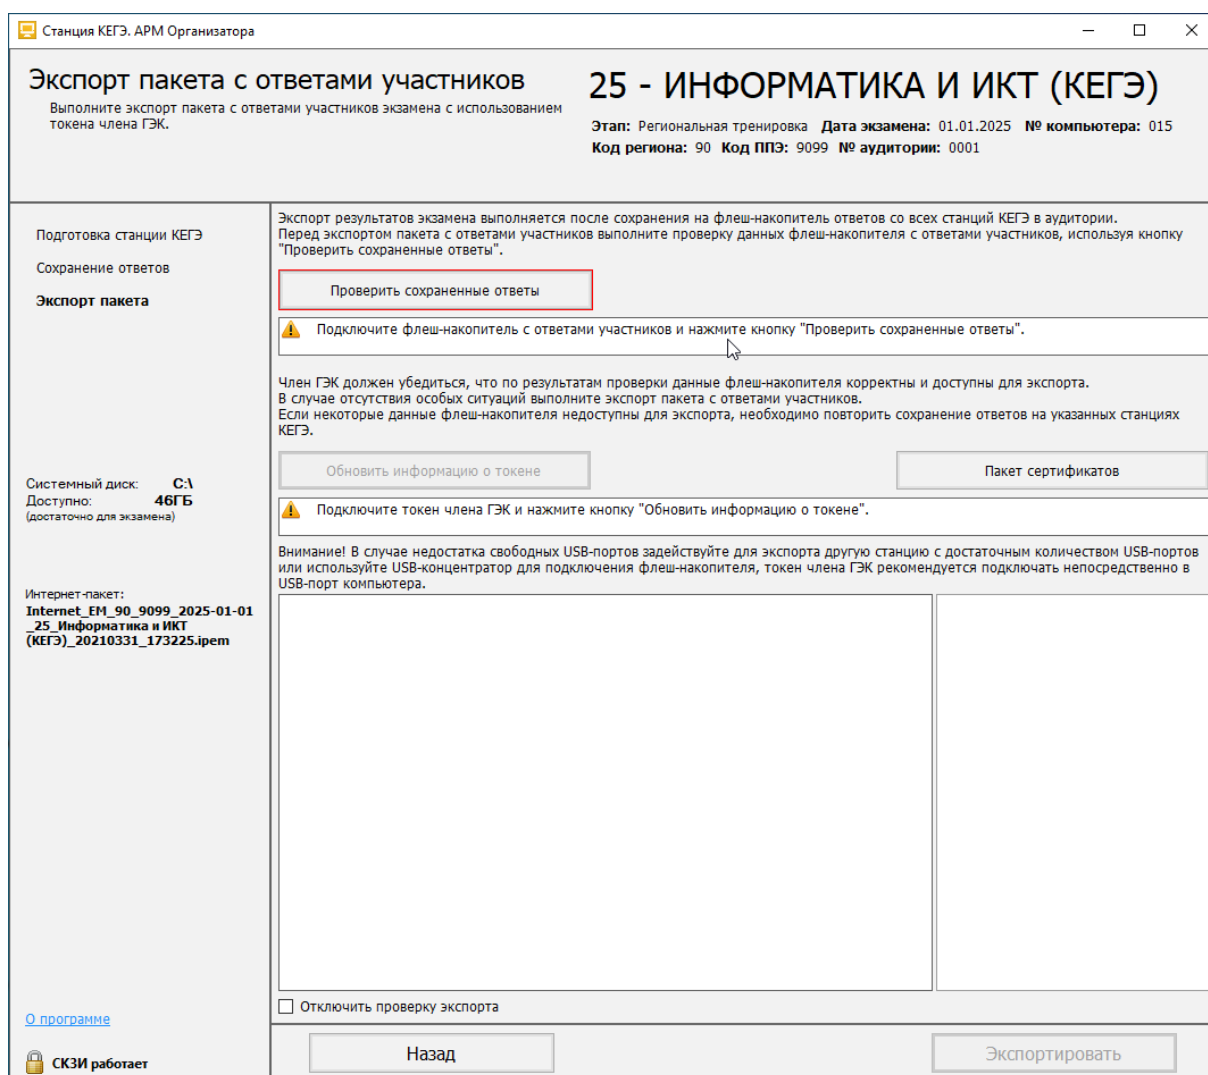 Станция КЕГЭ. АРМ Организатора
Экспорт пакета с ответами участников
Выполните экспорт пакета с ответами участников экзамена с использованием
токена члена ГЭК.
25 - ИНФОРМАТИКА И ИКТ (КЕГЭ)
Этап: Региональная тренировка Дата экзамена: 01.01.2025 № компьютера: 015
Код региона: 90 Код ППЭ: 9099 № аудитории: 0001
Подготовка станции КЕГЭ
Сохранение ответов
Экспорт пакета
Системный диск: C:\
Доступно: 46ГБ
(достаточно для экзамена)
Интернет-пакет:
Internet_EM_90_9099_2025-01-01
_25_Информатика и ИКТ
(КЕГЭ)_20210331_173225.ipem
О программе
СКЗИ работает
Экспорт результатов экзамена выполняется после сохранения на флеш-накопитель ответов со всех станций КЕГЭ в аудитории.
Перед экспортом пакета с ответами участников выполните проверку данных флеш-накопителя с ответами участников, используя кнопку
"Проверить сохраненные ответы".
Проверить сохраненные ответы
Подключите флеш-накопитель с ответами участников и нажмите кнопку "Проверить сохраненные ответы".
Член ГЭК должен убедиться, что по результатам проверки данные флеш-накопителя корректны и доступны для экспорта.
В случае отсутствия особых ситуаций выполните экспорт пакета с ответами участников.
Если некоторые данные флеш-накопителя недоступны для экспорта, необходимо повторить сохранение ответов на указанных станциях
КЕГЭ.
Обновить информацию о токене
Пакет сертификатов
Подключите токен члена ГЭК и нажмите кнопку "Обновить информацию о токене".
Внимание! В случае недостатка свободных USB-портов задействуйте для экспорта другую станцию с достаточным количеством USB-портов
или используйте USB-концентратор для подключения флеш-накопителя, токен члена ГЭК рекомендуется подключать непосредственно в
USB-порт компьютера.
Отключить проверку экспорта
Назад
Экспортировать